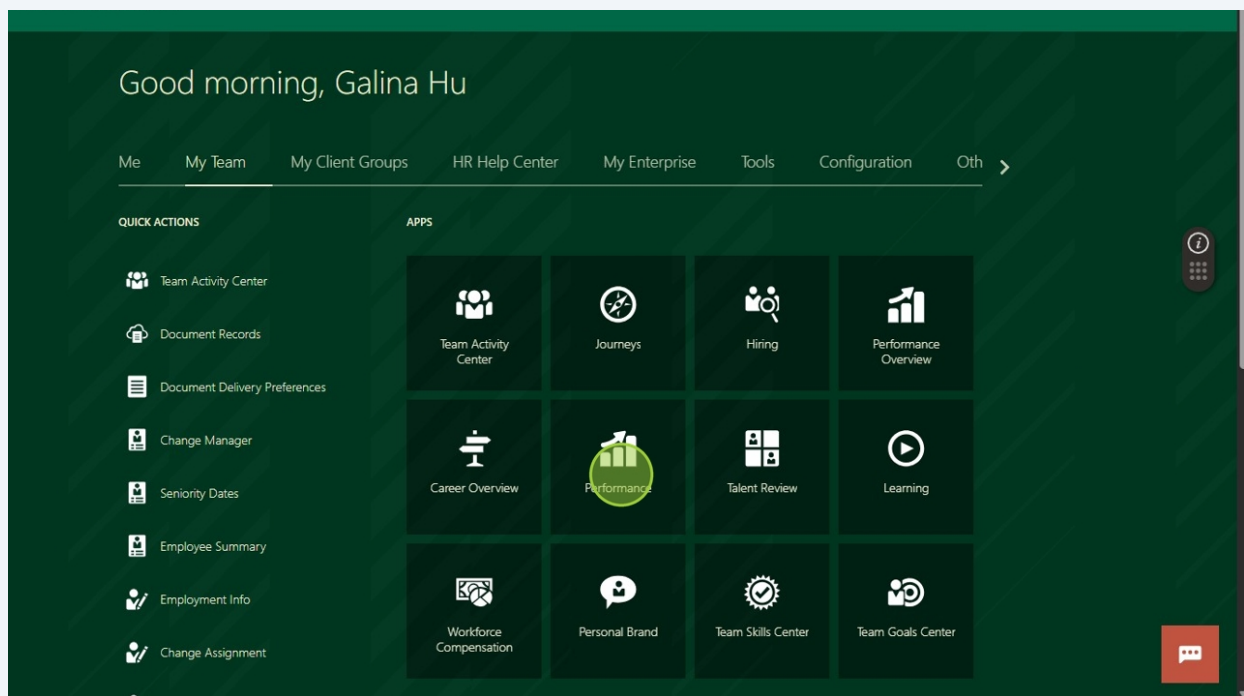 Good morning, Galina Hu
Me My Team My Client Groups HR Help Center My Enterprise Tools Configuration Oth
QUICK ACTIONS
Team Activity Center
Document Records
Document Delivery Preferences
Change Manager
Seniority Dates
Employee Summary
Employment Info
Change Assignment
APPS
Team Activity
Center
Journeys
Hiring
Performance
Overview
Career Overview
Performance
Talent Review
Learning
Workforce
Compensation
Personal Brand
Team Skills Center
Team Goals Center